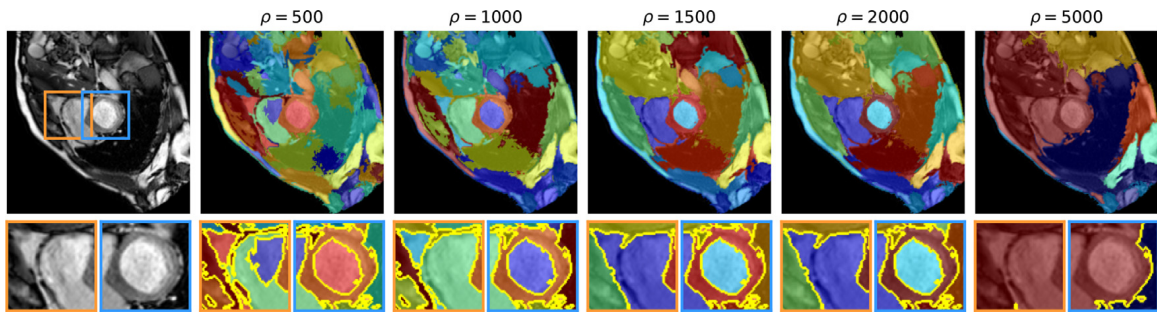 ρ = 500 ρ = 1000 ρ = 1500 ρ = 2000 ρ = 5000